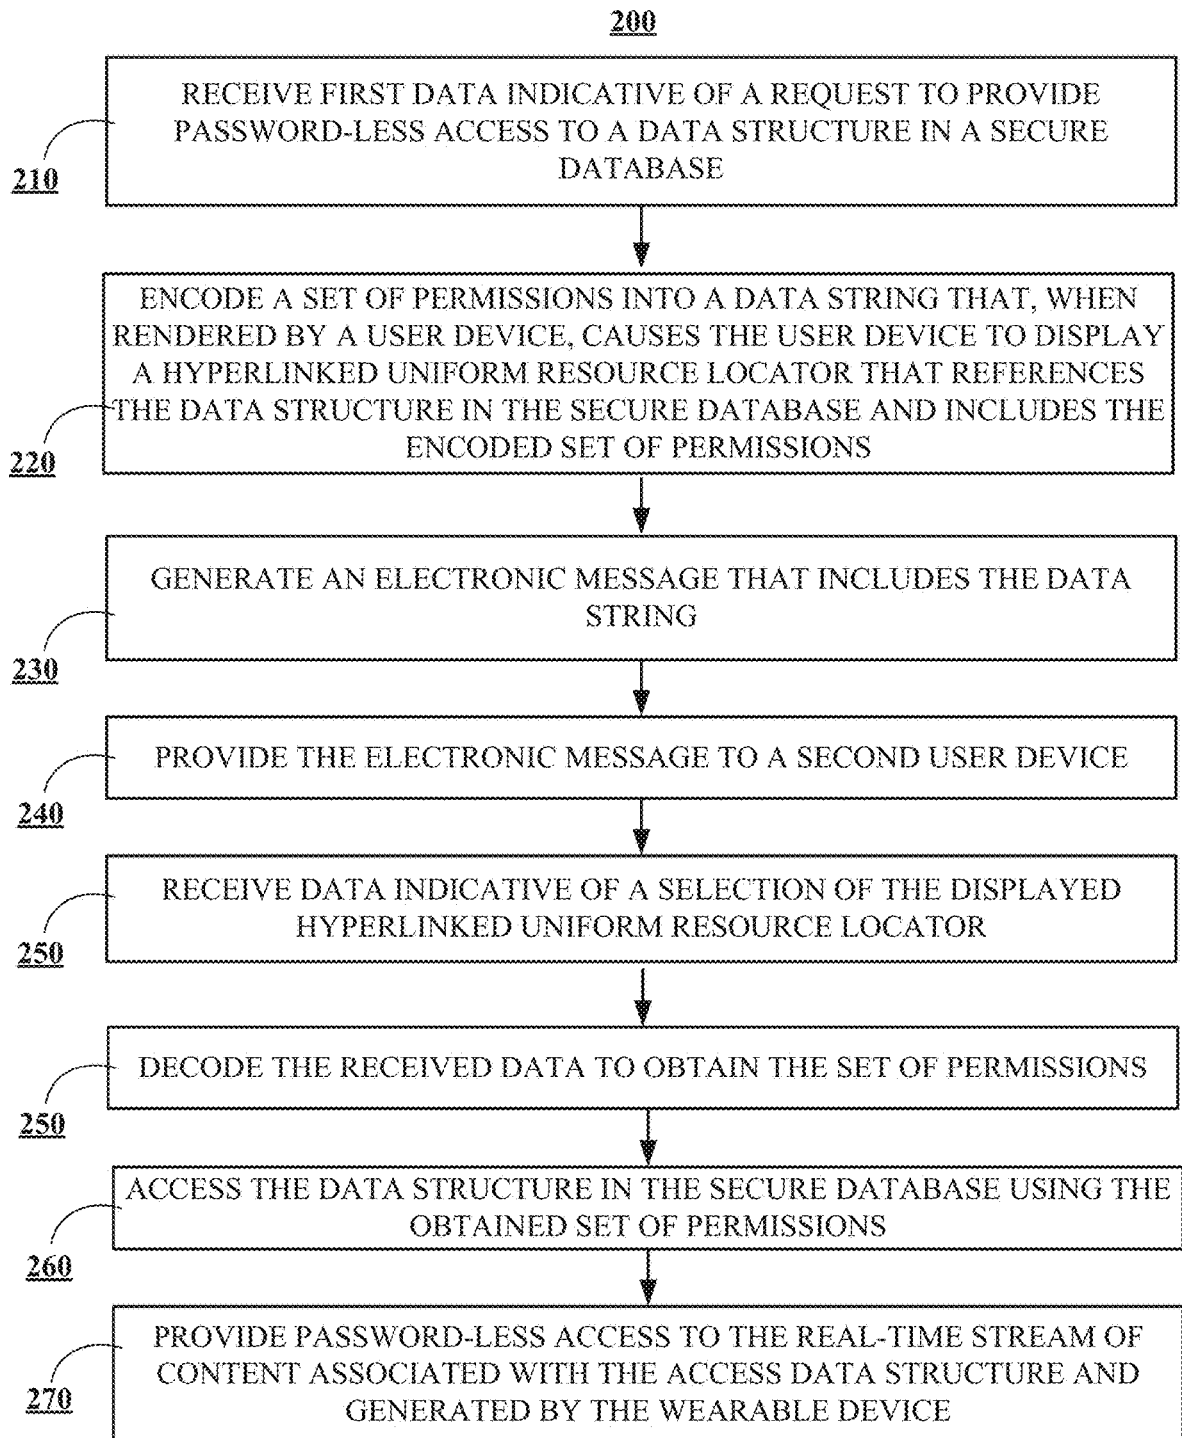 200
RECEIVE FIRST DATA INDICATIVE OF A REQUEST TO PROVIDE
PASSWORD-LESS ACCESS TO A DATA STRUCTURE IN A SECURE
DATABASE
210
ENCODE A SET OF PERMISSIONS INTO A DATA STRING THAT, WHEN
RENDERED BY A USER DEVICE, CAUSES THE USER DEVICE TO DISPLAY
A HYPERLINKED UNIFORM RESOURCE LOCATOR THAT REFERENCES
THE DATA STRUCTURE IN THE SECURE DATABASE AND INCLUDES THE
ENCODED SET OF PERMISSIONS
220
GENERATE AN ELECTRONIC MESSAGE THAT INCLUDES THE DATA
STRING
230
PROVIDE THE ELECTRONIC MESSAGE TO A SECOND USER DEVICE
240
RECEIVE DATA INDICATIVE OF A SELECTION OF THE DISPLAYED
HYPERLINKED UNIFORM RESOURCE LOCATOR
250
DECODE THE RECEIVED DATA TO OBTAIN THE SET OF PERMISSIONS
250
ACCESS THE DATA STRUCTURE IN THE SECURE DATABASE USING THE
OBTAINED SET OF PERMISSIONS
260
PROVIDE PASSWORD-LESS ACCESS TO THE REAL-TIME STREAM OF
CONTENT ASSOCIATED WITH THE ACCESS DATA STRUCTURE AND
GENERATED BY THE WEARABLE DEVICE
270